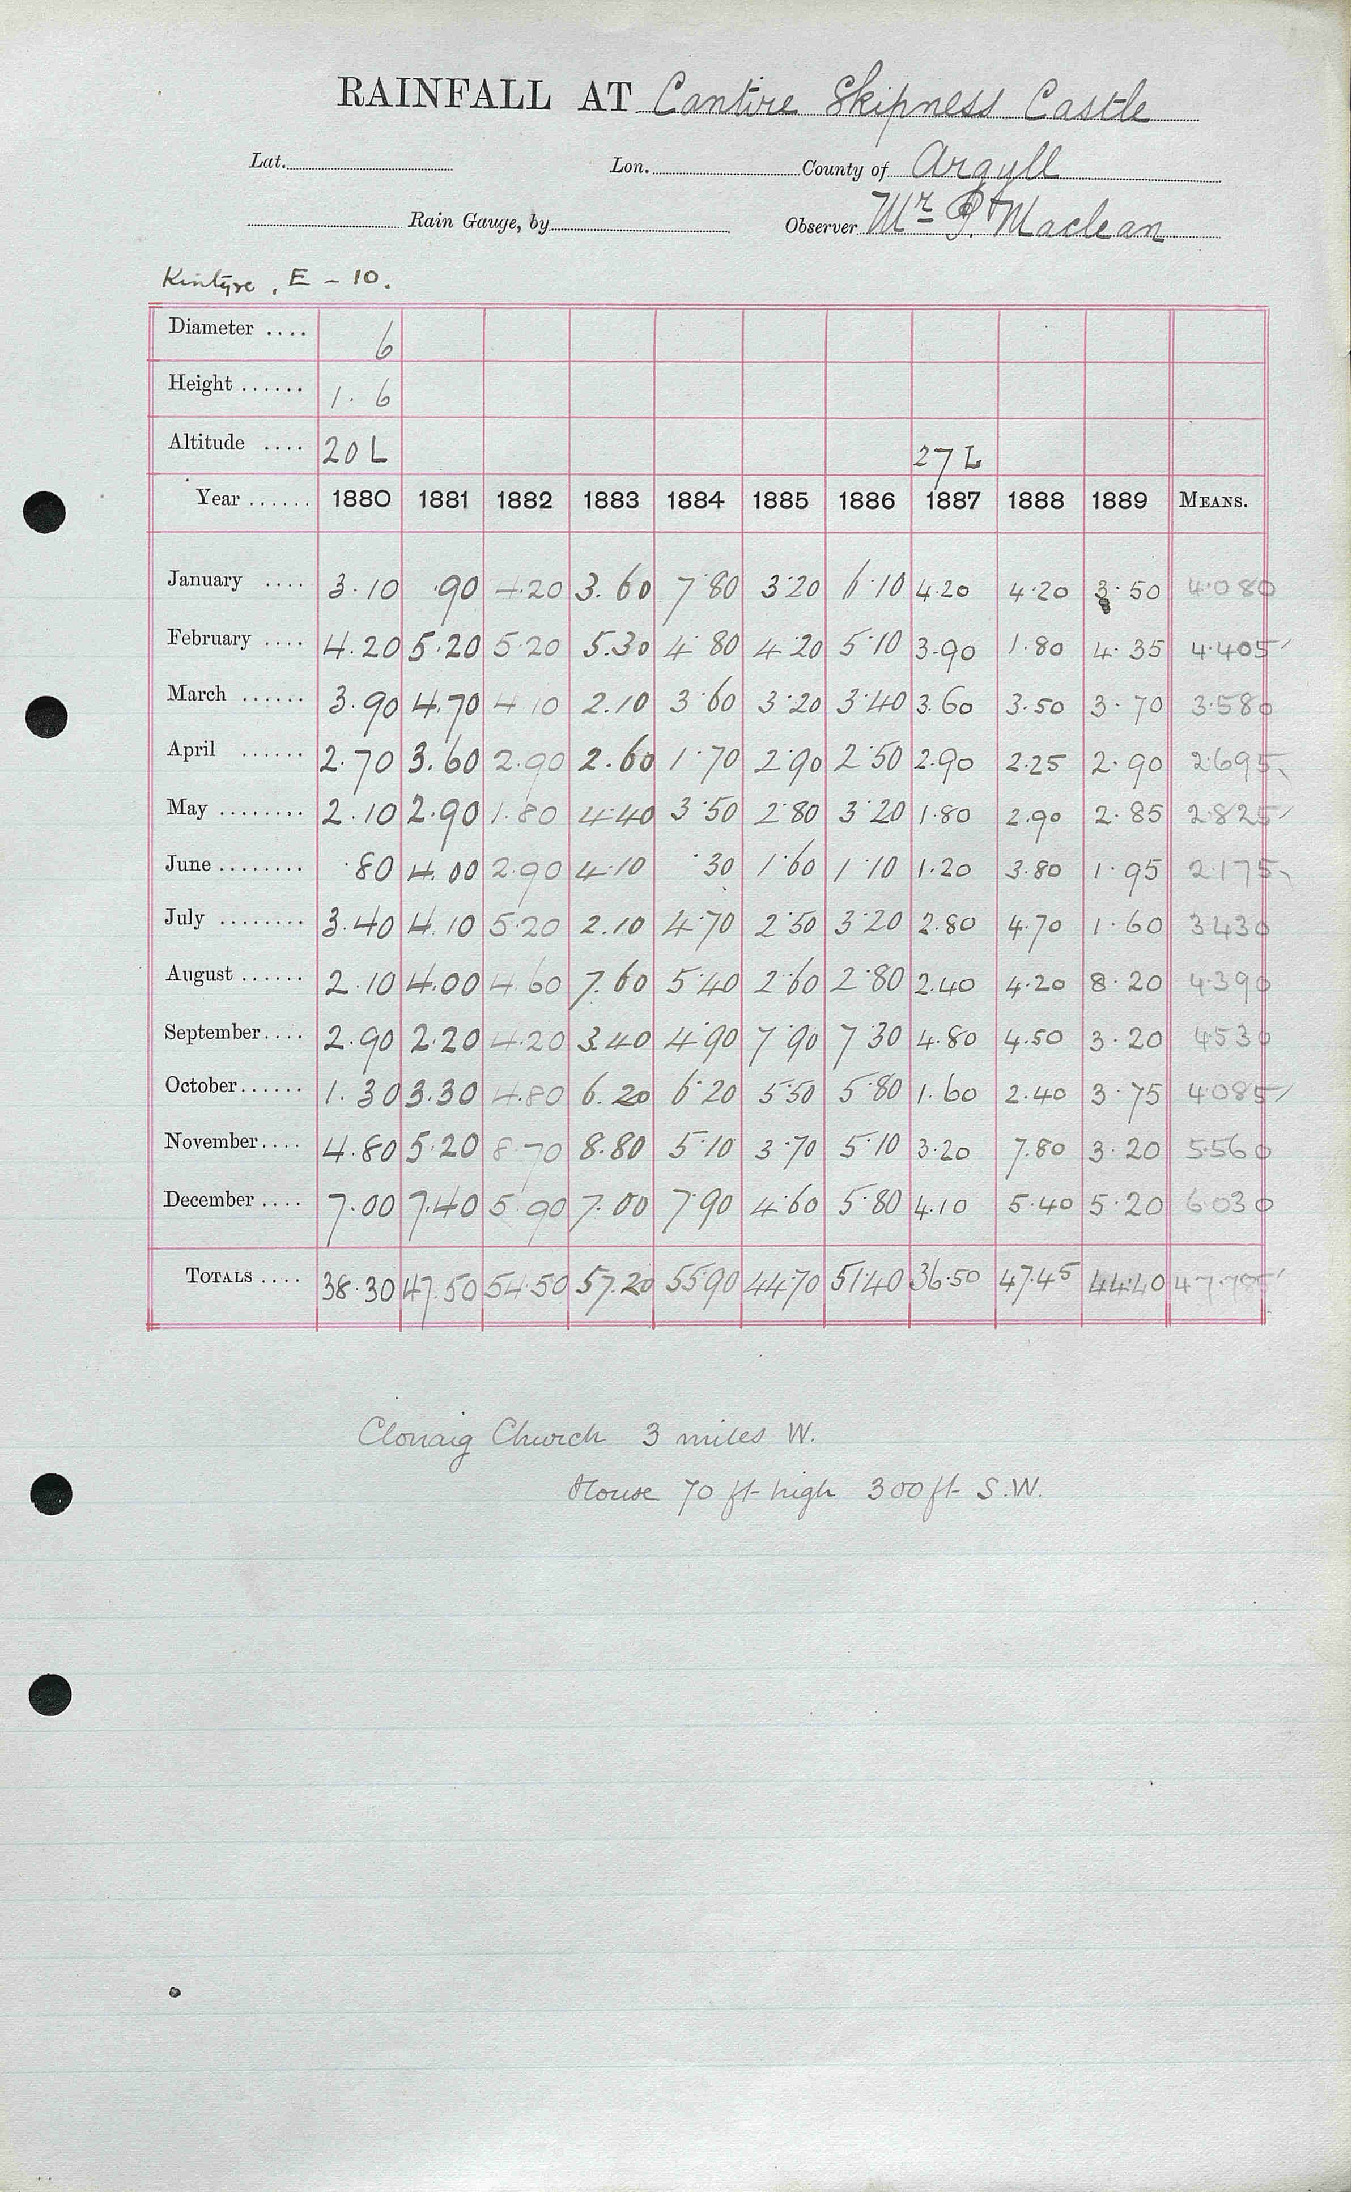 RAINFALL AT Cantire Skipness Castle
Lat. Lon. County of Argyll
Rain Gauge, by Observer Mr P. Maclean
Kintyre, E - 10.
Diameter .... 6
Height ...... 1. 6
Altitude .... 20 L 27 L
Year ...... 1880 1881 1882 1883 1884 1885 1886 1887 1888 1889 MEANS.
January .... 3.10 .90 4.20 3.60 7.80 3.20 6.10 4.20 4.20 3.50 4.080
February .... 4.20 5.20 5.20 5.30 4.80 4.20 5.10 3.90 1.80 4.35 4.405
March ...... 3.90 4.70 4.10 2.10 3.60 3.20 3.40 3.60 3.50 3.70 3.580
April ...... 2.70 3.60 2.90 2.60 1.70 2.90 2.50 2.90 2.25 2.90 2.695
May ........ 2.10 2.90 1.80 4.40 3.50 2.80 3.20 1.80 2.90 2.85 2.825
June ........ .80 4.00 2.90 4.10 .30 1.60 1.10 1.20 3.80 1.95 2.175
July ........ 3.40 4.10 5.20 2.10 4.70 2.50 3.20 2.80 4.70 1.60 3.430
August ...... 2.10 4.00 4.60 7.60 5.40 2.60 2.80 2.40 4.20 8.20 4.390
September.... 2.90 2.20 4.20 3.40 4.90 7.90 7.30 4.80 4.50 3.20 4.530
October...... 1.30 3.30 4.80 6.20 6.20 5.50 5.80 1.60 2.40 3.75 4.085
November.... 4.80 5.20 8.70 8.80 5.10 3.70 5.10 3.20 7.80 3.20 5.560
December .... 7.00 7.40 5.90 7.00 7.90 4.60 5.80 4.10 5.40 5.20 6.030
TOTALS .... 38.30 47.50 54.50 57.20 55.90 44.70 51.40 36.50 47.45 44.40 47.785
Clonaig Church 3 miles W.
House 70 ft high 300 ft S.W.